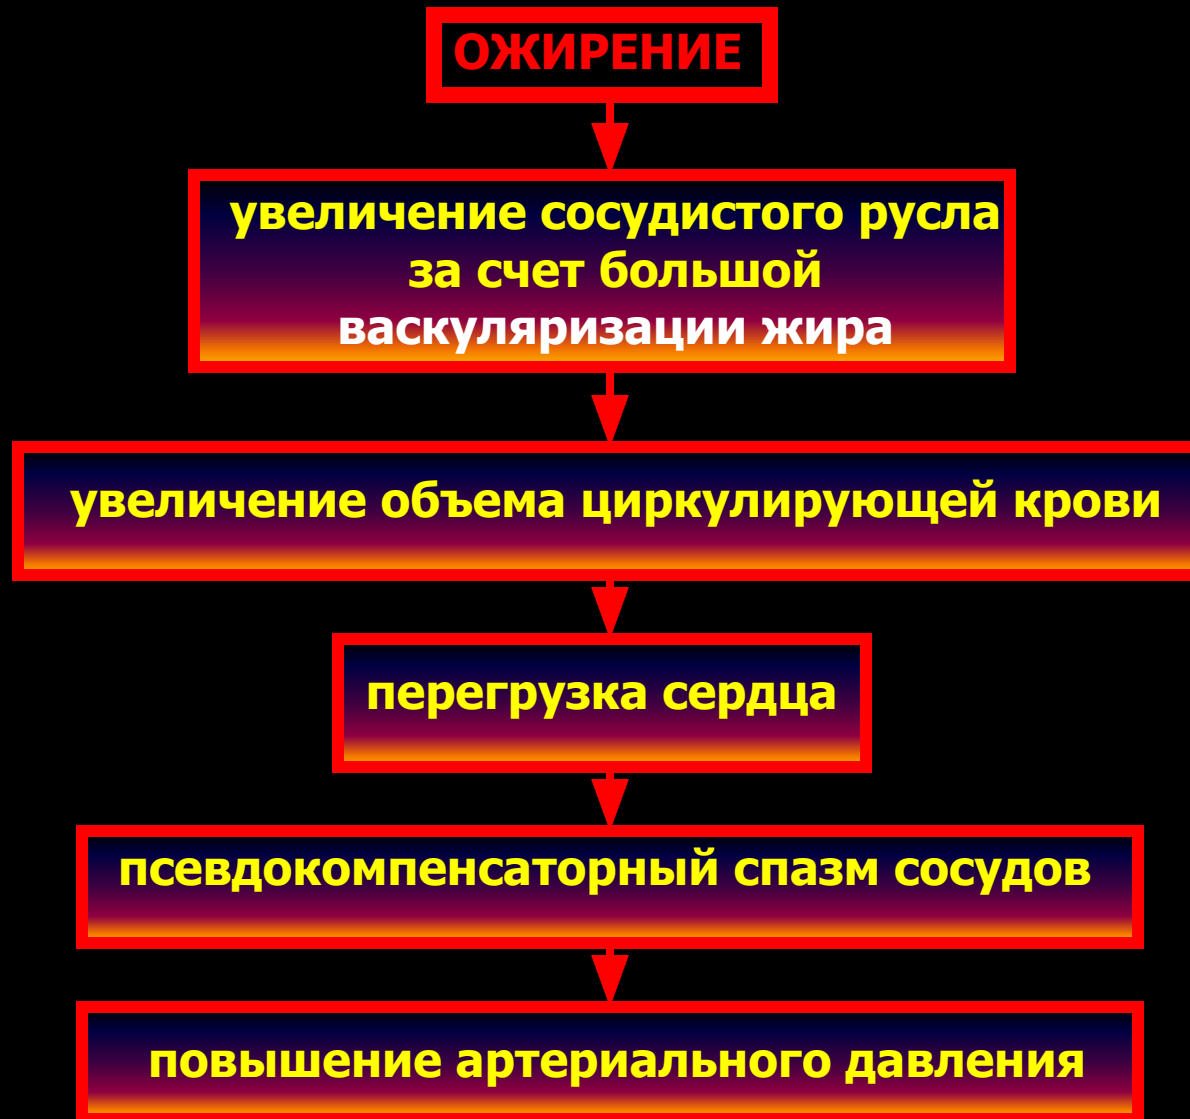 ОЖИРЕНИЕ
увеличение сосудистого русла
за счет большой
васкуляризации жира
увеличение объема циркулирующей крови
перегрузка сердца
псевдокомпенсаторный спазм сосудов
повышение артериального давления